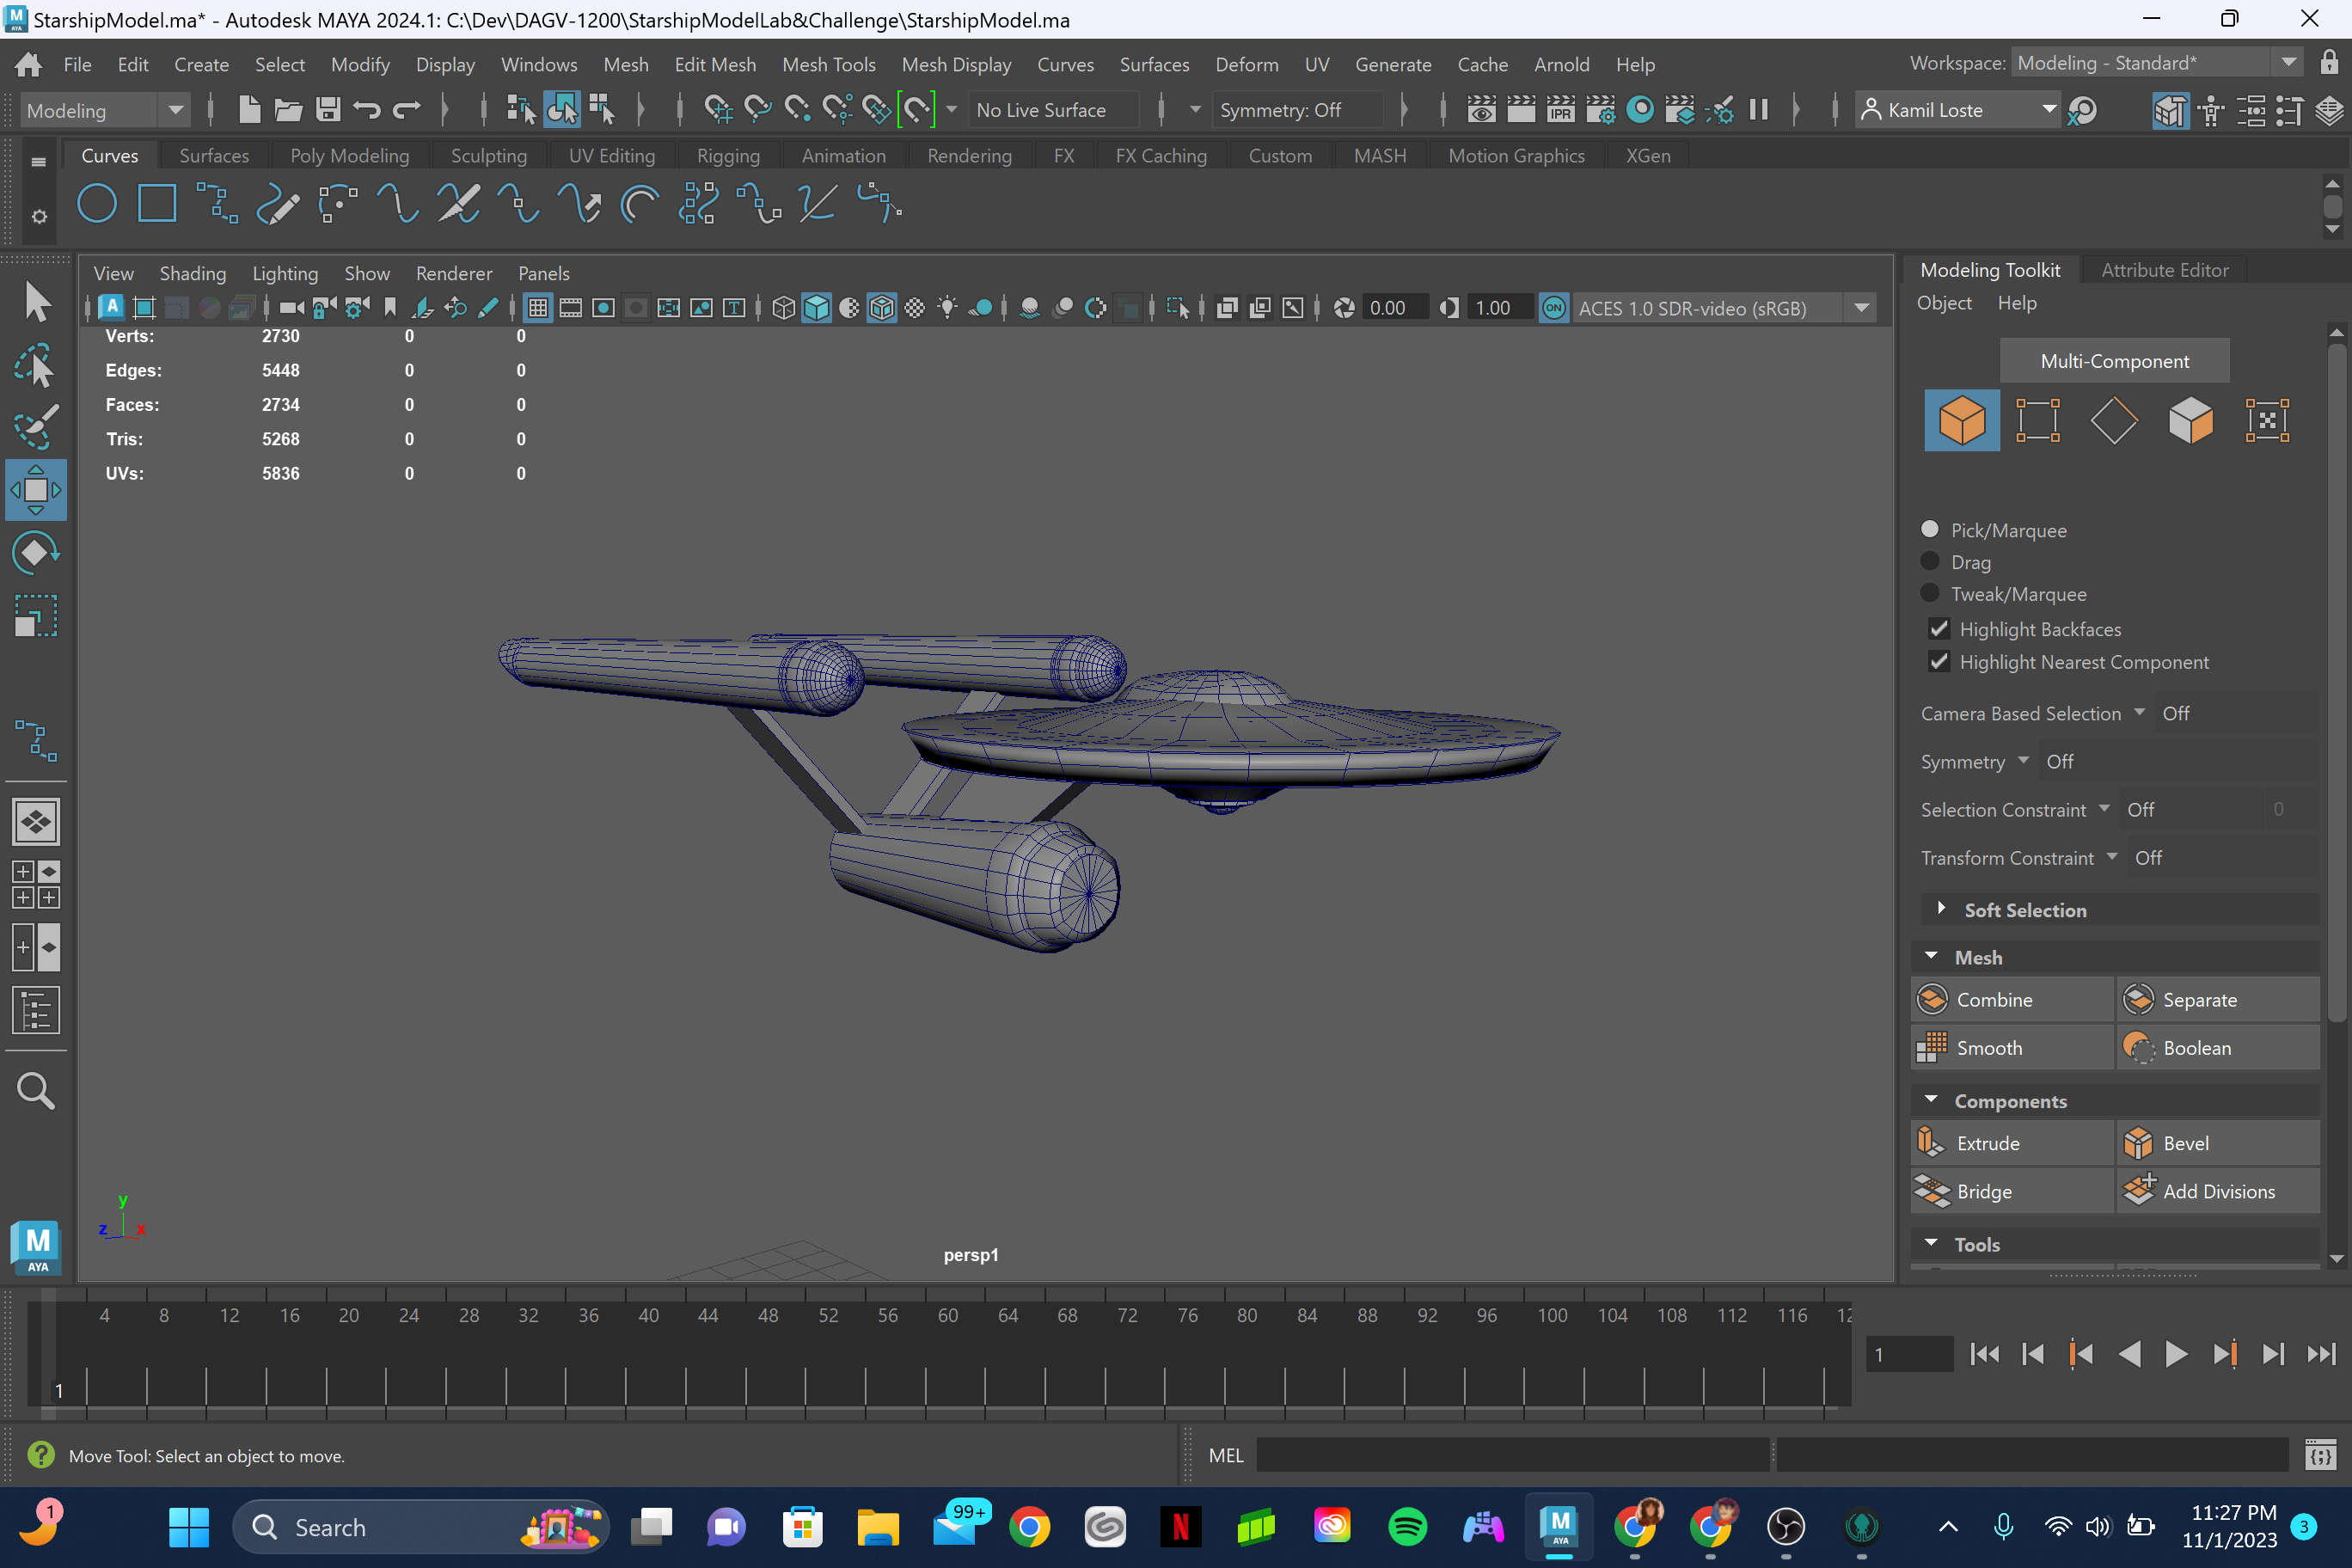 StarshipModel.ma* - Autodesk MAYA 2024.1: C:\Dev\DAGV-1200\StarshipModelLab&Challenge\StarshipModel.ma
File Edit Create Select Modify Display Windows Mesh Edit Mesh Mesh Tools Mesh Display Curves Surfaces Deform UV Generate Cache Arnold Help Workspace: Modeling - Standard*
Modeling No Live Surface Symmetry: Off IPR Kamil Loste
Curves Surfaces Poly Modeling Sculpting UV Editing Rigging Animation Rendering FX FX Caching Custom MASH Motion Graphics XGen
View Shading Lighting Show Renderer Panels
0.00 1.00 ON ACES 1.0 SDR-video (sRGB)
Verts: 2730 0 0
Edges: 5448 0 0
Faces: 2734 0 0
Tris: 5268 0 0
UVs: 5836 0 0
y
z x
persp1
Modeling Toolkit Attribute Editor
Object Help
Multi-Component
Pick/Marquee
Drag
Tweak/Marquee
Highlight Backfaces
Highlight Nearest Component
Camera Based Selection Off
Symmetry Off
Selection Constraint Off 0
Transform Constraint Off
Soft Selection
Mesh
Combine Separate
Smooth Boolean
Components
Extrude Bevel
Bridge Add Divisions
Tools
M
AYA
4 8 12 16 20 24 28 32 36 40 44 48 52 56 60 64 68 72 76 80 84 88 92 96 100 104 108 112 116 12
1
1
Move Tool: Select an object to move. MEL
1 Search 99+ N M AYA 11:27 PM
11/1/2023 3